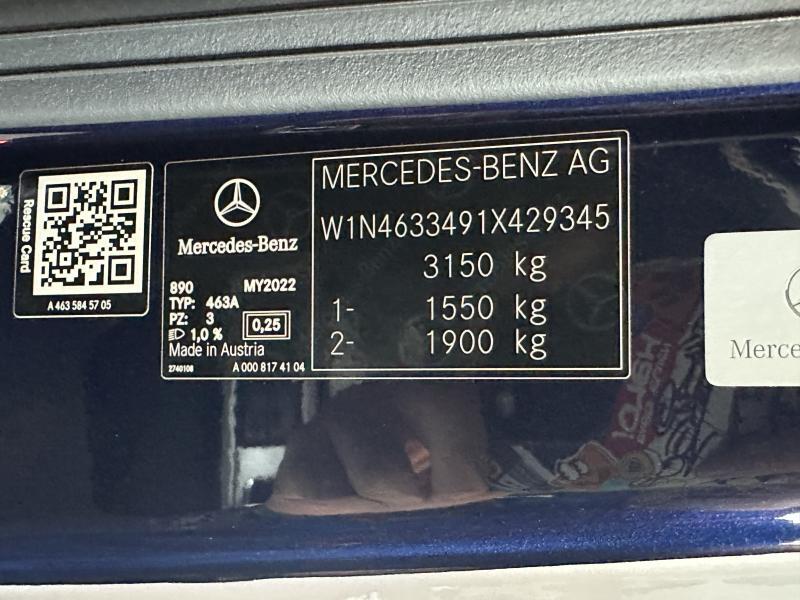 Rescue Card
A 463 584 57 05
Mercedes-Benz
890 MY2022
TYP: 463A
PZ: 3
1,0 % 0,25
Made in Austria
2740108 A 000 817 41 04
MERCEDES-BENZ AG
W1N4633491X429345
3150 kg
1- 1550 kg
2- 1900 kg
Merce